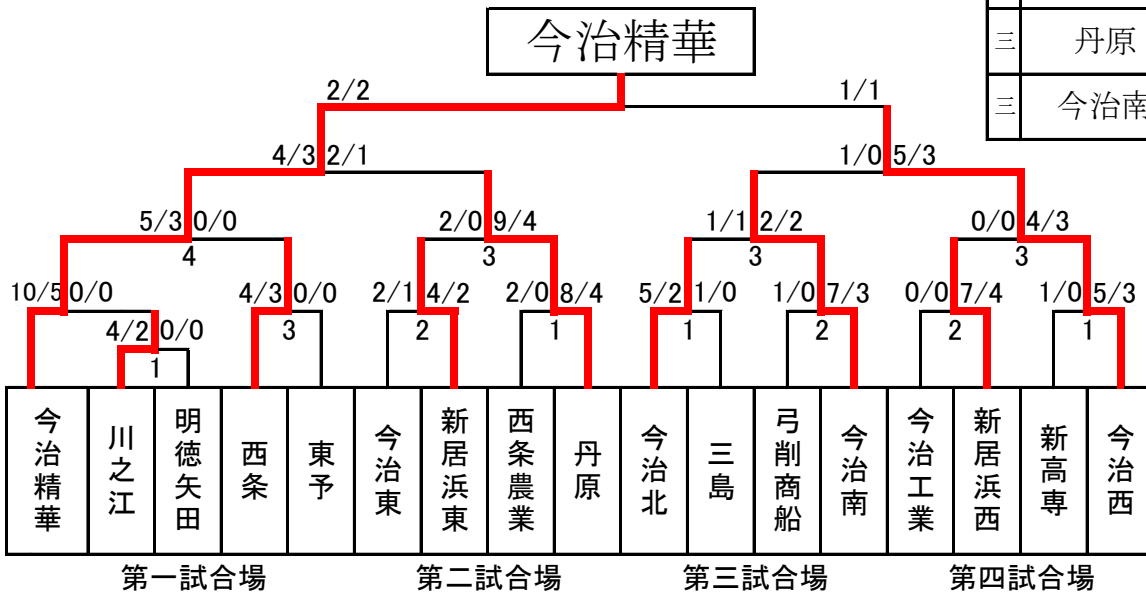 今治精華
三 丹原
三 今治南
2/2 1/1
4/3 2/1 1/0 5/3
5/3 0/0 2/0 9/4 1/1 2/2 0/0 4/3
4 3 3 3
10/5 0/0 4/3 0/0 2/1 4/2 2/0 8/4 5/2 1/0 1/0 7/3 0/0 7/4 1/0 5/3
4/2 0/0 3 2 1 1 2 2 1
1
今治精華
川之江
明徳矢田
西条
東予
今治東
新居浜東
西条農業
丹原
今治北
三島
弓削商船
今治南
今治工業
新居浜西
新高専
今治西
第一試合場 第二試合場 第三試合場 第四試合場